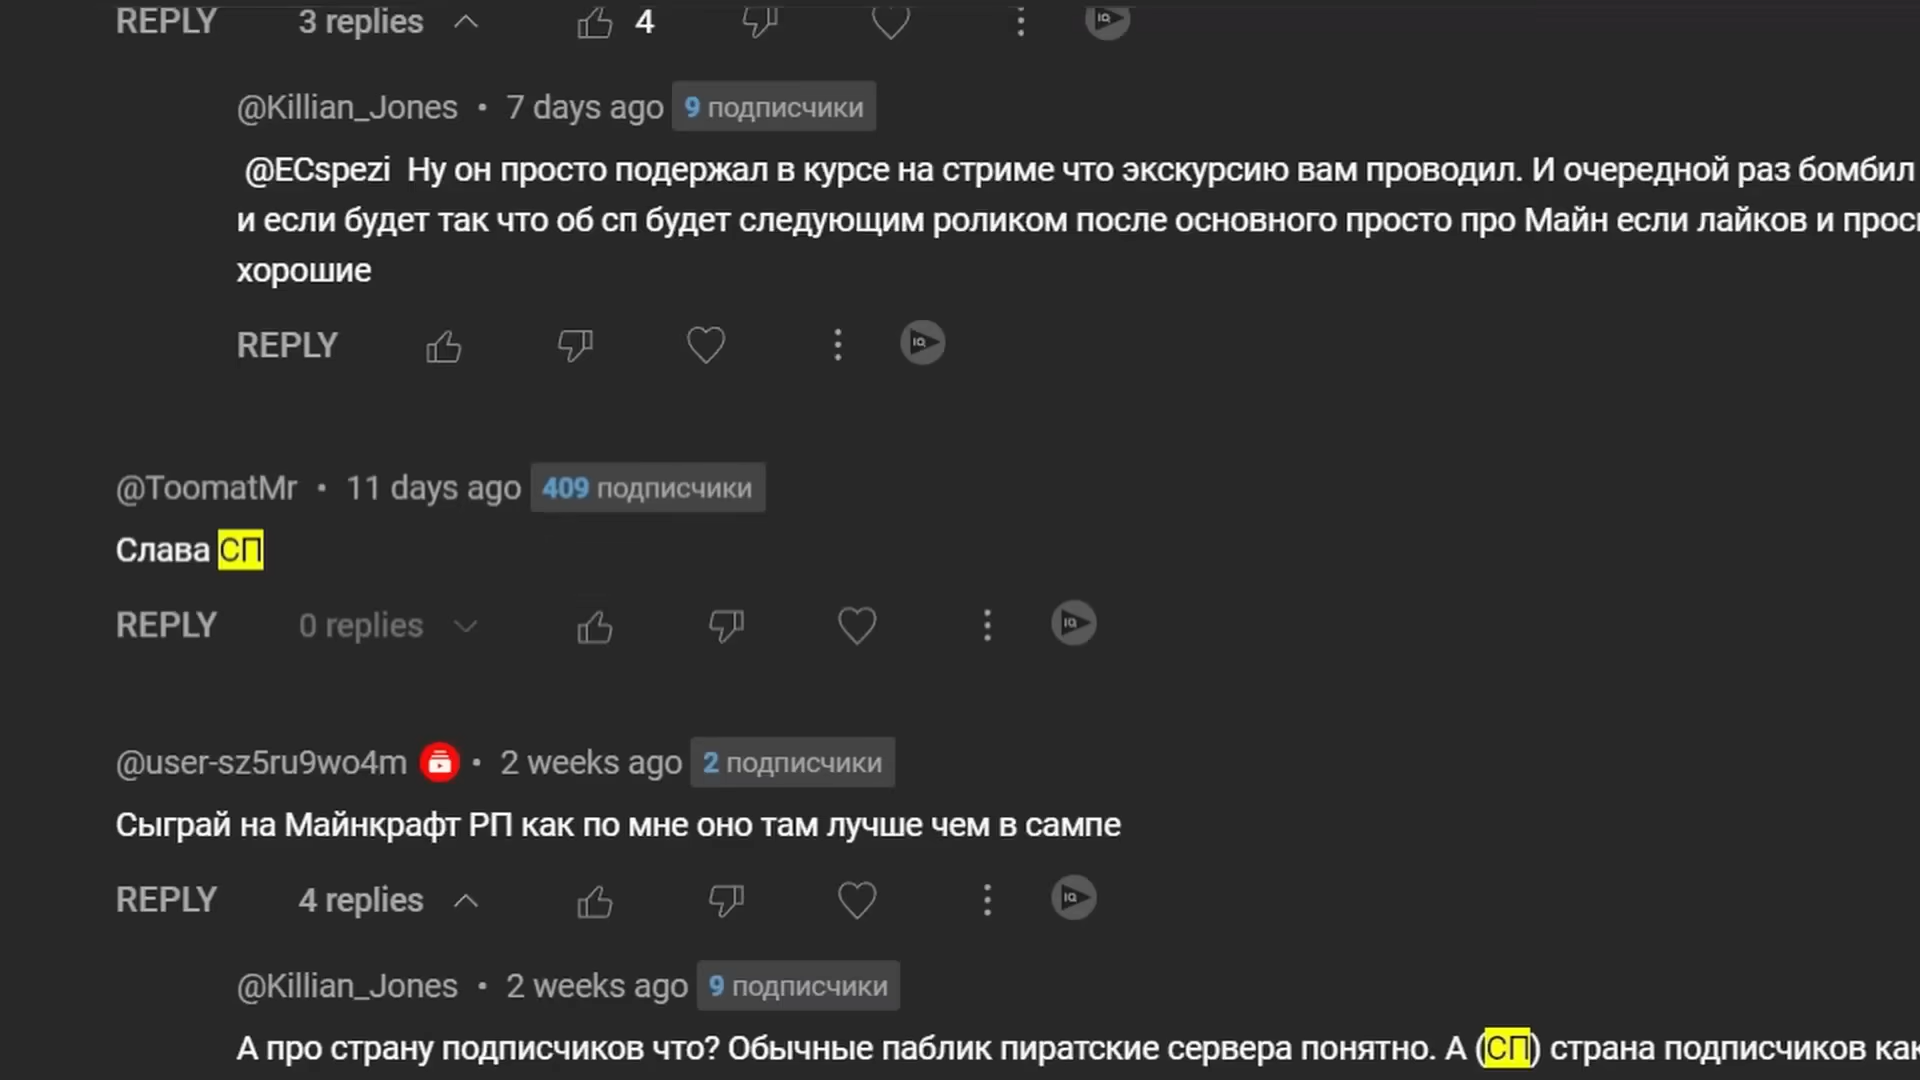 REPLY 3 replies 4
@Killian_Jones • 7 days ago 9 подписчики
@ECspezi Ну он просто подержал в курсе на стриме что экскурсию вам проводил. И очередной раз бомбил
и если будет так что об сп будет следующим роликом после основного просто про Майн если лайков и
хорошие
REPLY IQ
@ToomatMr • 11 days ago 409 подписчики
Слава СП
REPLY 0 replies IQ
@user-sz5ru9wo4m • 2 weeks ago 2 подписчики
Сыграй на Майнкрафт РП как по мне оно там лучше чем в сампе
REPLY 4 replies IQ
@Killian_Jones • 2 weeks ago 9 подписчики
А про страну подписчиков что? Обычные паблик пиратские сервера понятно. А (СП) страна подписчиков